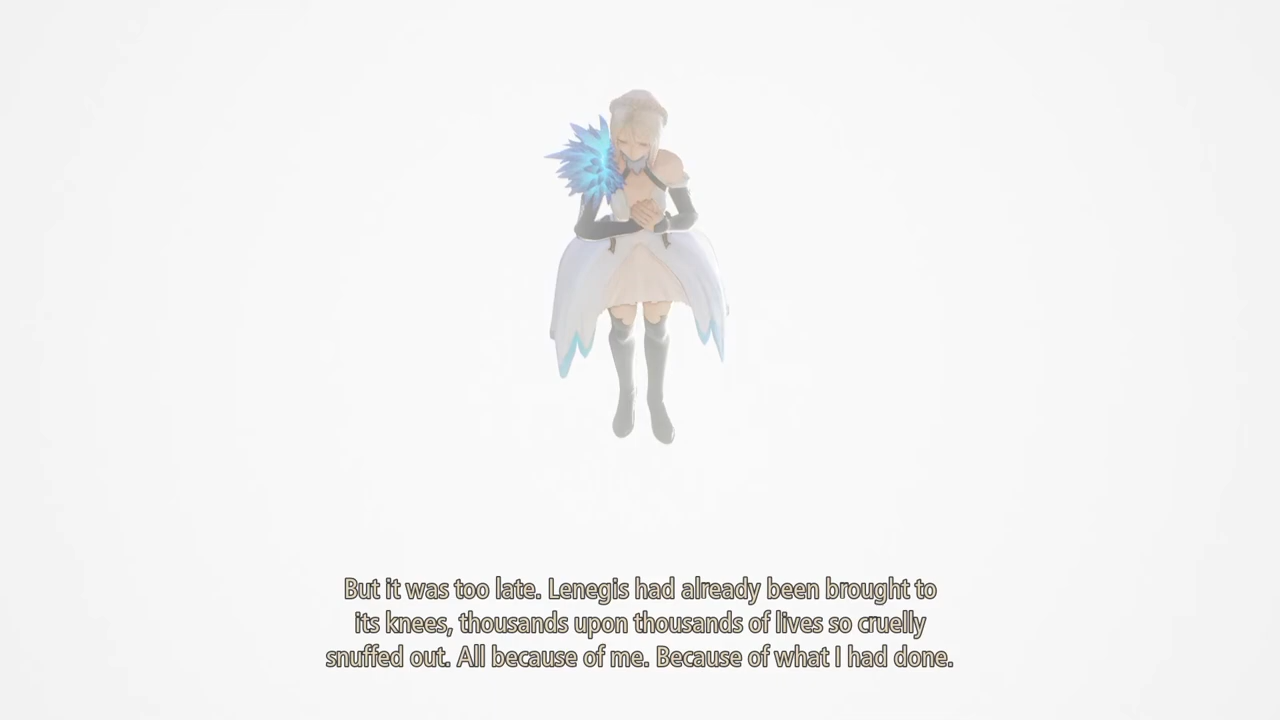 But it was too late. Lenegis had already been brought to
its knees, thousands upon thousands of lives so cruelly
snuffed out. All because of me. Because of what I had done.